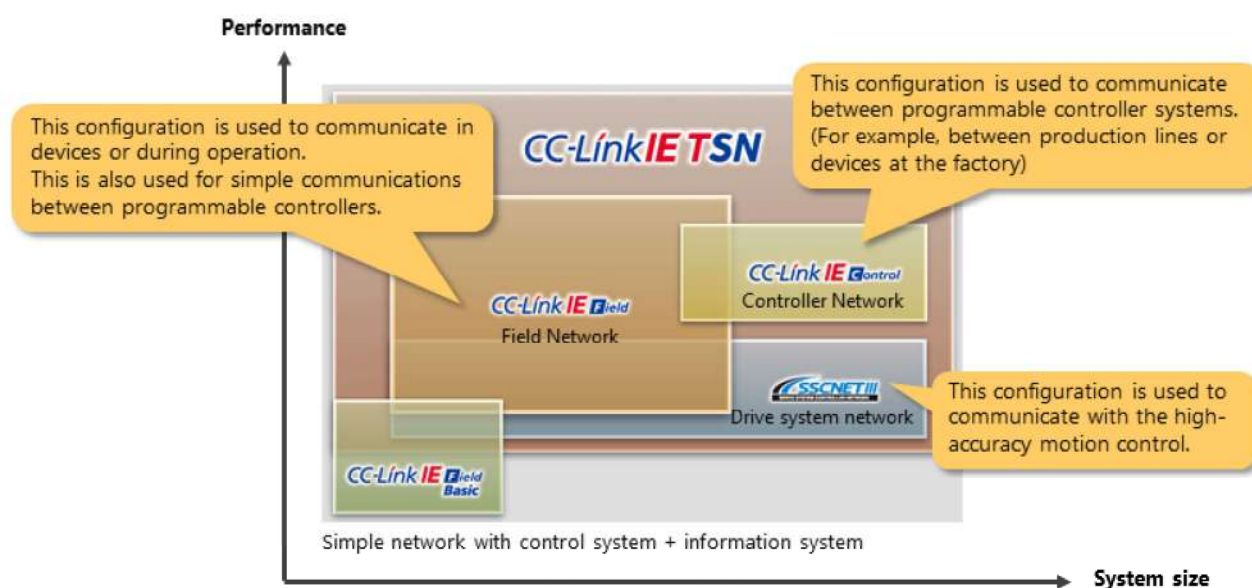 Performance
This configuration is used to communicate in
devices or during operation.
This is also used for simple communications
between programmable controllers.
CC-Link IE TSN
This configuration is used to communicate
between programmable controller systems.
(For example, between production lines or
devices at the factory)
CC-Link IE Control
Controller Network
CC-Link IE Field
Field Network
SSCNETIII
Drive system network
This configuration is used to
communicate with the high-
accuracy motion control.
CC-Link IE Field
Basic
Simple network with control system + information system
System size